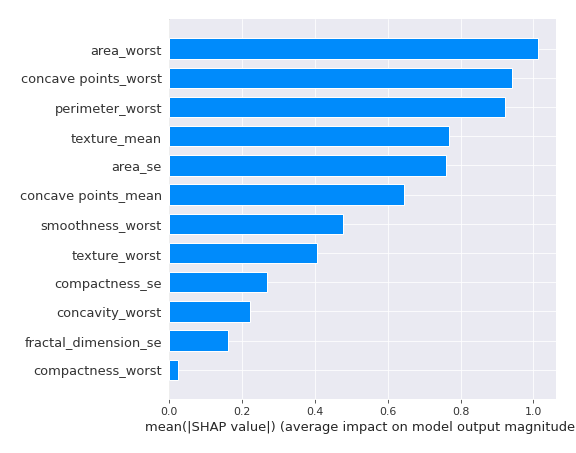 area_worst
concave points_worst
perimeter_worst
texture_mean
area_se
concave points_mean
smoothness_worst
texture_worst
compactness_se
concavity_worst
fractal_dimension_se
compactness_worst
0.0 0.2 0.4 0.6 0.8 1.0
mean(|SHAP value|) (average impact on model output magnitude